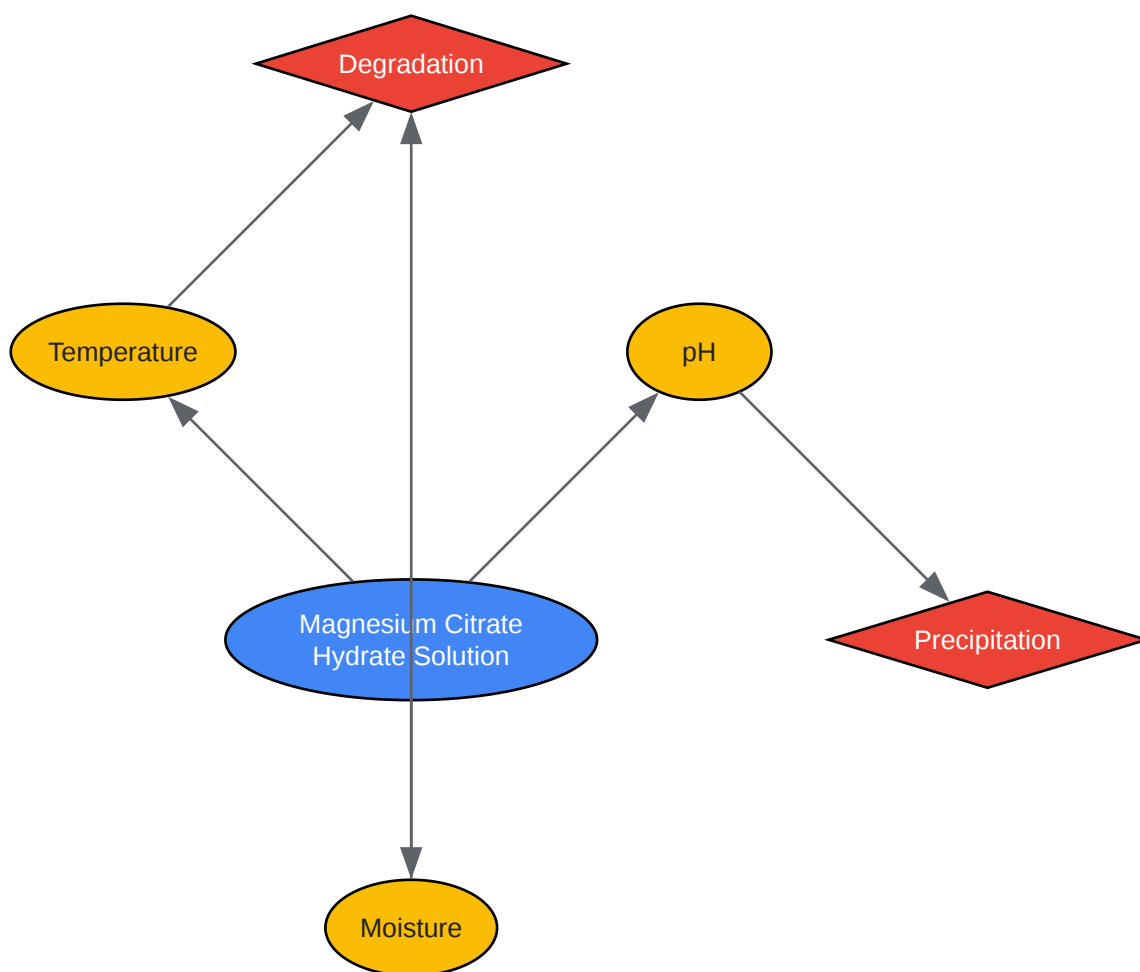 Degradation
Temperature
pH
Magnesium Citrate
Hydrate Solution
Precipitation
Moisture